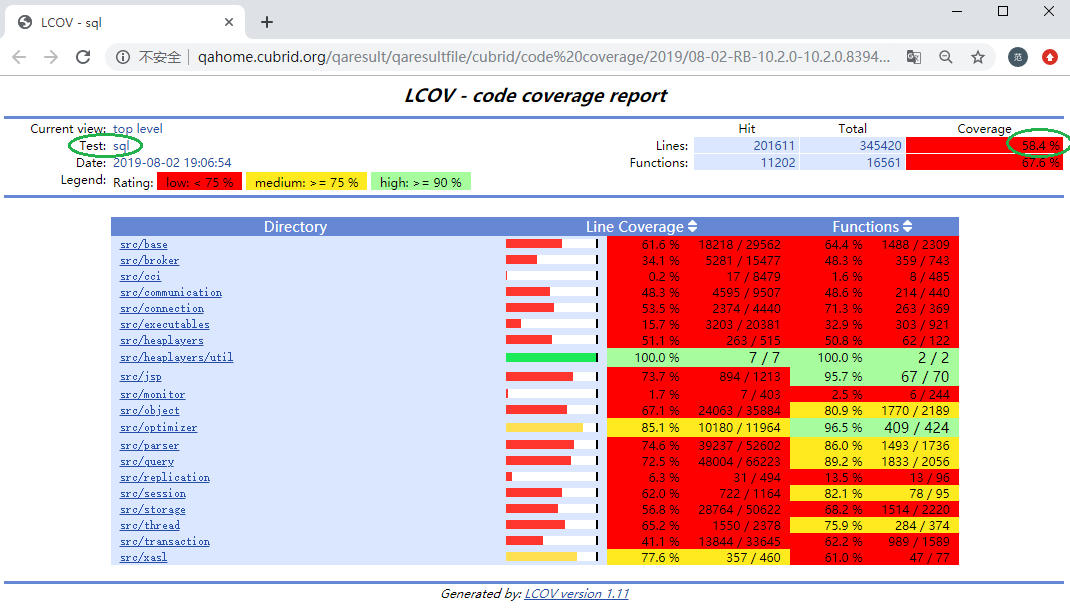 LCOV - sql
不安全 qahome.cubrid.org/qaresult/qaresultfile/cubrid/code%20coverage/2019/08-02-RB-10.2.0-10.2.0.8394...
范
LCOV - code coverage report
Current view: top level
Hit Total Coverage
Test: sql
Lines: 201611 345420 58.4 %
Date: 2019-08-02 19:06:54
Functions: 11202 16561 67.6 %
Legend: Rating: low: < 75 % medium: >= 75 % high: >= 90 %
Directory Line Coverage Functions
src/base 61.6 % 18218 / 29562 64.4 % 1488 / 2309
src/broker 34.1 % 5281 / 15477 48.3 % 359 / 743
src/cci 0.2 % 17 / 8479 1.6 % 8 / 485
src/communication 48.3 % 4595 / 9507 48.6 % 214 / 440
src/connection 53.5 % 2374 / 4440 71.3 % 263 / 369
src/executables 15.7 % 3203 / 20381 32.9 % 303 / 921
src/heaplayers 51.1 % 263 / 515 50.8 % 62 / 122
src/heaplayers/util 100.0 % 7 / 7 100.0 % 2 / 2
src/jsp 73.7 % 894 / 1213 95.7 % 67 / 70
src/monitor 1.7 % 7 / 403 2.5 % 6 / 244
src/object 67.1 % 24063 / 35884 80.9 % 1770 / 2189
src/optimizer 85.1 % 10180 / 11964 96.5 % 409 / 424
src/parser 74.6 % 39237 / 52602 86.0 % 1493 / 1736
src/query 72.5 % 48004 / 66223 89.2 % 1833 / 2056
src/replication 6.3 % 31 / 494 13.5 % 13 / 96
src/session 62.0 % 722 / 1164 82.1 % 78 / 95
src/storage 56.8 % 28764 / 50622 68.2 % 1514 / 2220
src/thread 65.2 % 1550 / 2378 75.9 % 284 / 374
src/transaction 41.1 % 13844 / 33645 62.2 % 989 / 1589
src/xasl 77.6 % 357 / 460 61.0 % 47 / 77
Generated by: LCOV version 1.11